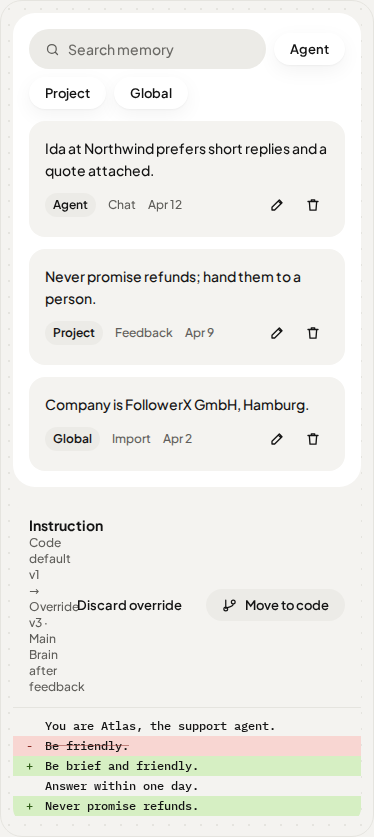 Search memory
Agent
Project
Global
Ida at Northwind prefers short replies and a
quote attached.
Agent Chat Apr 12
Never promise refunds; hand them to a
person.
Project Feedback Apr 9
Company is FollowerX GmbH, Hamburg.
Global Import Apr 2
Instruction
Code
default
v1
→
Override
v3 ·
Main
Brain
after
feedback
Discard override
Move to code
You are Atlas, the support agent.
- Be friendly.
+ Be brief and friendly.
Answer within one day.
+ Never promise refunds.